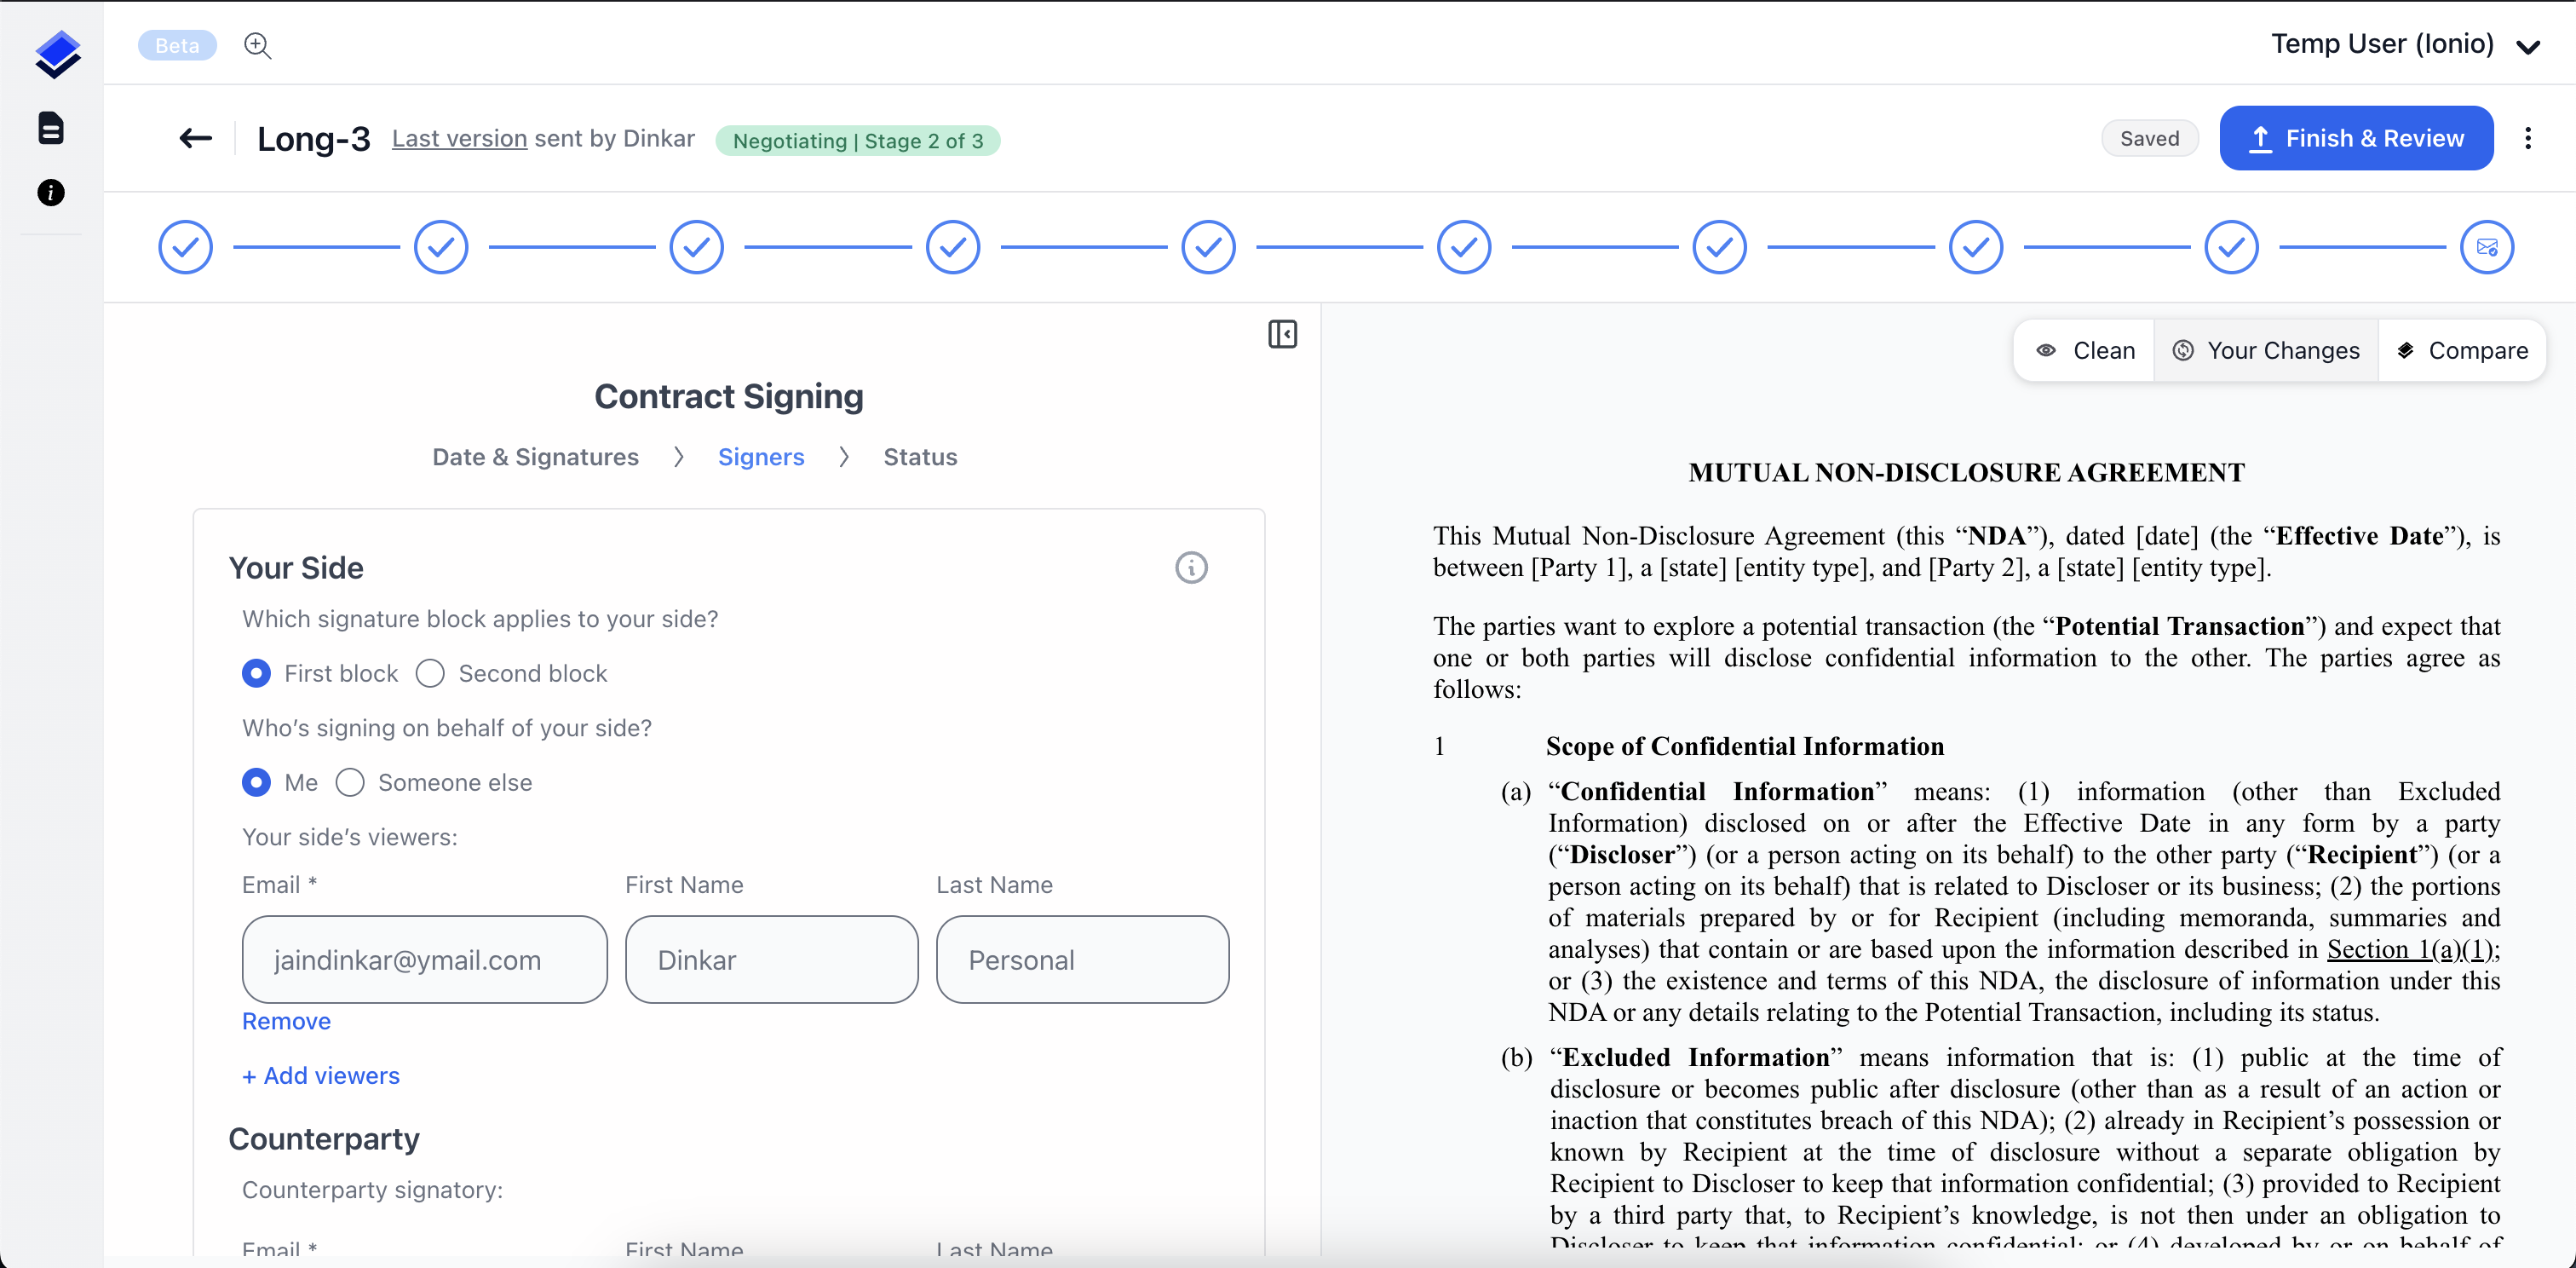 Beta
Temp User (Ionio)
Long-3 Last version sent by Dinkar Negotiating | Stage 2 of 3
Saved
Finish & Review
Clean
Your Changes
Compare
Contract Signing
Date & Signatures > Signers > Status
Your Side
Which signature block applies to your side?
First block Second block
Who’s signing on behalf of your side?
Me Someone else
Your side’s viewers:
Email * First Name Last Name
jaindinkar@ymail.com Dinkar Personal
Remove
+ Add viewers
Counterparty
Counterparty signatory:
Email * First Name Last Name
MUTUAL NON-DISCLOSURE AGREEMENT
This Mutual Non-Disclosure Agreement (this “NDA”), dated [date] (the “Effective Date”), is
between [Party 1], a [state] [entity type], and [Party 2], a [state] [entity type].
The parties want to explore a potential transaction (the “Potential Transaction”) and expect that
one or both parties will disclose confidential information to the other. The parties agree as
follows:
1 Scope of Confidential Information
(a) “Confidential Information” means: (1) information (other than Excluded
Information) disclosed on or after the Effective Date in any form by a party
(“Discloser”) (or a person acting on its behalf) to the other party (“Recipient”) (or a
person acting on its behalf) that is related to Discloser or its business; (2) the portions
of materials prepared by or for Recipient (including memoranda, summaries and
analyses) that contain or are based upon the information described in Section 1(a)(1);
or (3) the existence and terms of this NDA, the disclosure of information under this
NDA or any details relating to the Potential Transaction, including its status.
(b) “Excluded Information” means information that is: (1) public at the time of
disclosure or becomes public after disclosure (other than as a result of an action or
inaction that constitutes breach of this NDA); (2) already in Recipient’s possession or
known by Recipient at the time of disclosure without a separate obligation by
Recipient to Discloser to keep that information confidential; (3) provided to Recipient
by a third party that, to Recipient’s knowledge, is not then under an obligation to
Discloser to keep that information confidential; or (4) developed by or on behalf of